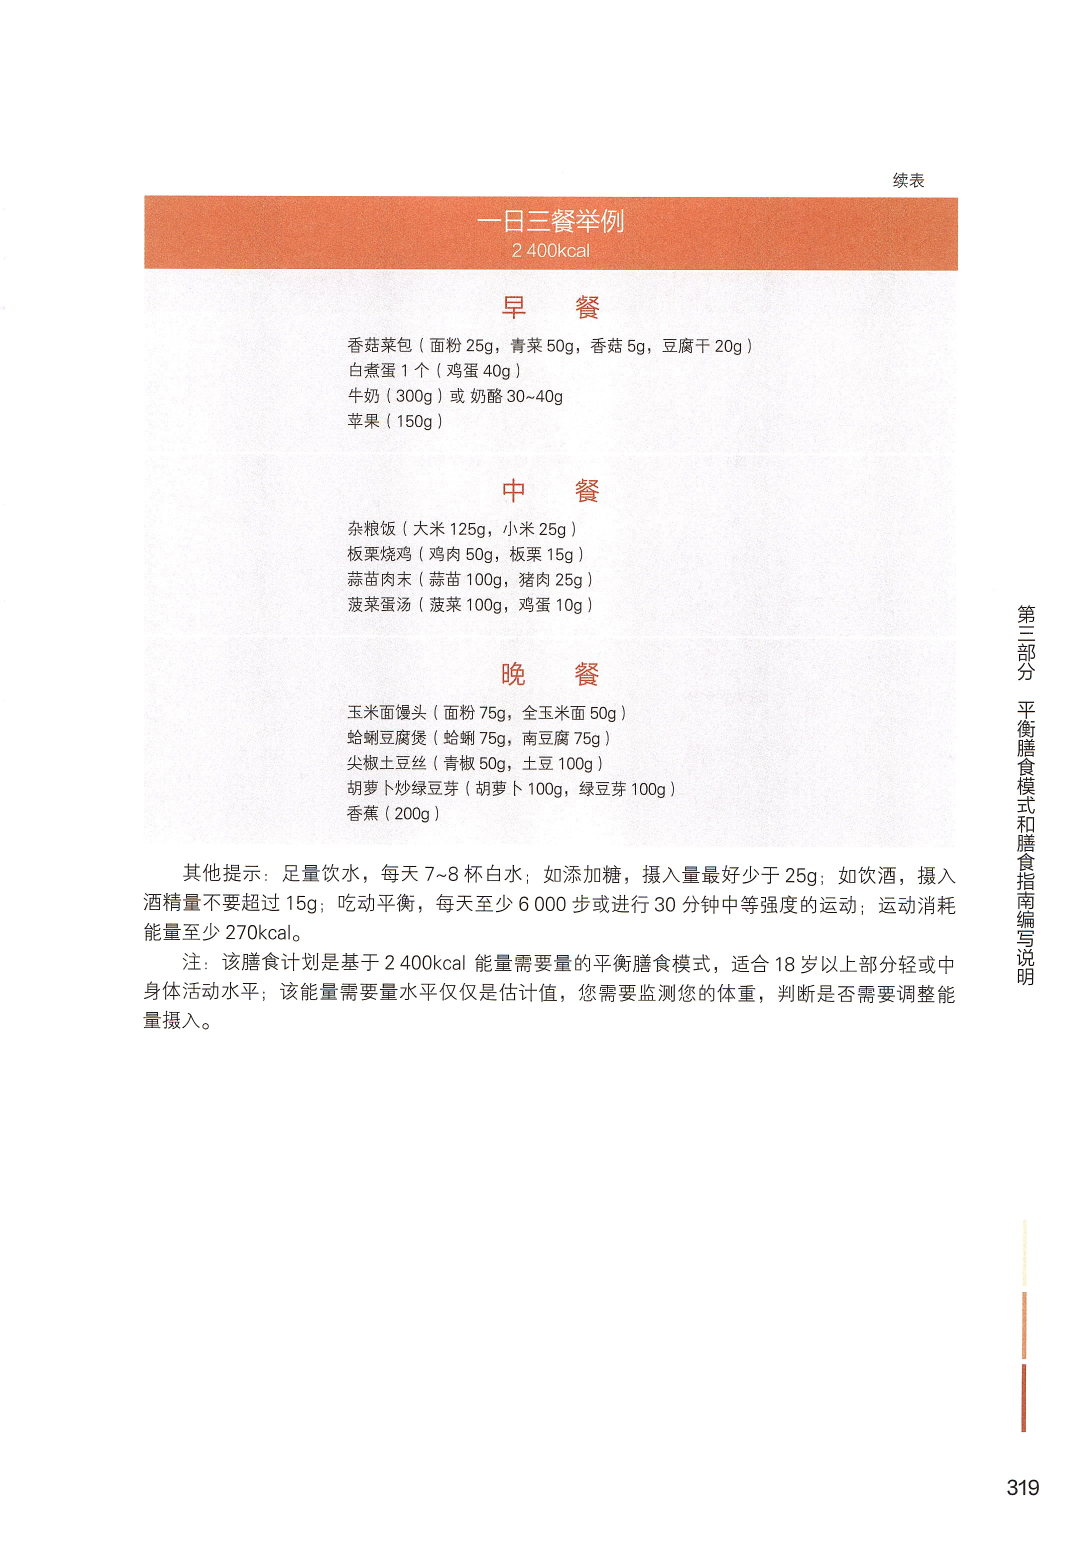 续表
一日三餐举例
2 400kcal
早 餐
香菇菜包（面粉 25g，青菜 50g，香菇 5g，豆腐干 20g）
白煮蛋 1 个（鸡蛋 40g）
牛奶（300g）或 奶酪 30~40g
苹果（150g）
中 餐
杂粮饭（大米 125g，小米 25g）
板栗烧鸡（鸡肉 50g，板栗 15g）
蒜苗肉末（蒜苗 100g，猪肉 25g）
菠菜蛋汤（菠菜 100g，鸡蛋 10g）
晚 餐
玉米面馒头（面粉 75g，全玉米面 50g）
蛤蜊豆腐煲（蛤蜊 75g，南豆腐 75g）
尖椒土豆丝（青椒 50g，土豆 100g）
胡萝卜炒绿豆芽（胡萝卜 100g，绿豆芽 100g）
香蕉（200g）
其他提示：足量饮水，每天 7~8 杯白水；如添加糖，摄入量最好少于 25g；如饮酒，摄入
酒精量不要超过 15g；吃动平衡，每天至少 6 000 步或进行 30 分钟中等强度的运动；运动消耗
能量至少 270kcal。
注：该膳食计划是基于 2 400kcal 能量需要量的平衡膳食模式，适合 18 岁以上部分轻或中
身体活动水平；该能量需要量水平仅仅是估计值，您需要监测您的体重，判断是否需要调整能
量摄入。
第三部分 平衡膳食模式和膳食指南编写说明
319